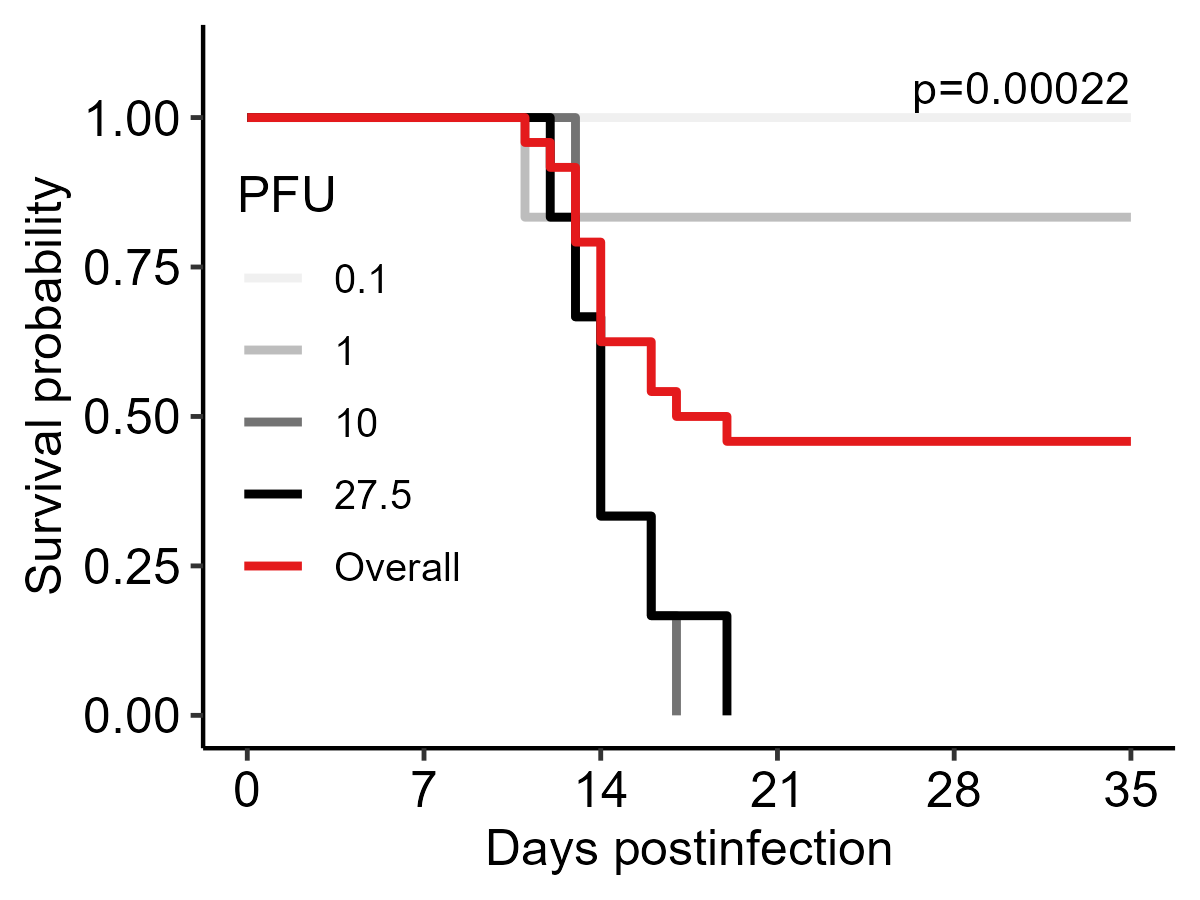 p=0.00022
1.00
0.75
0.50
0.25
0.00
Survival probability
PFU
0.1
1
10
27.5
Overall
0 7 14 21 28 35
Days postinfection